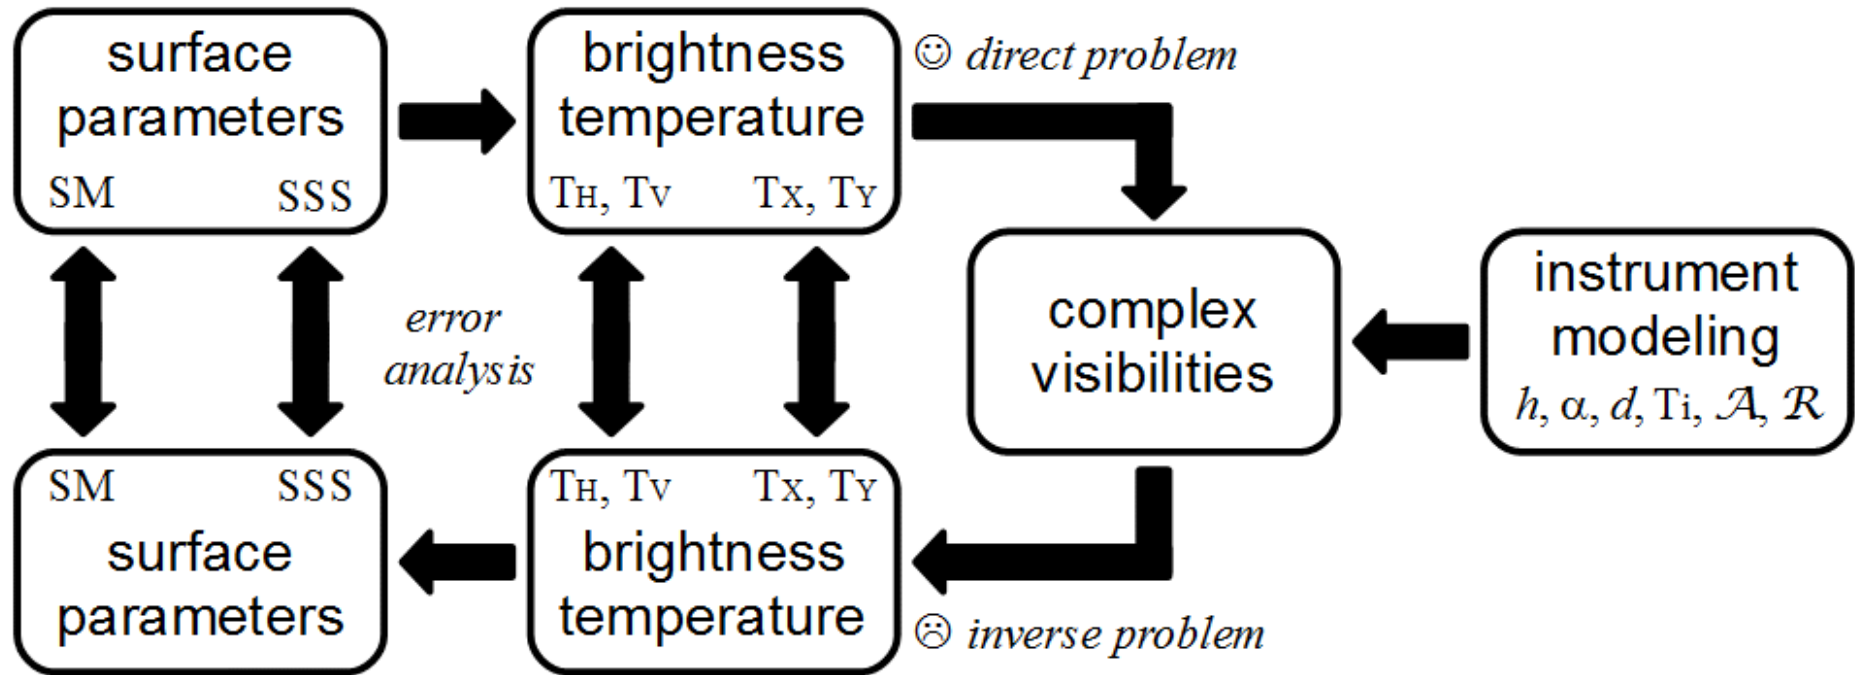 surface
parameters
SM SSS
brightness
temperature
TH, TV TX, TY
☺ direct problem
error
analysis
complex
visibilities
instrument
modeling
h, α, d, Ti, 𝒜, ℛ
SM SSS
surface
parameters
TH, TV TX, TY
brightness
temperature
☹ inverse problem